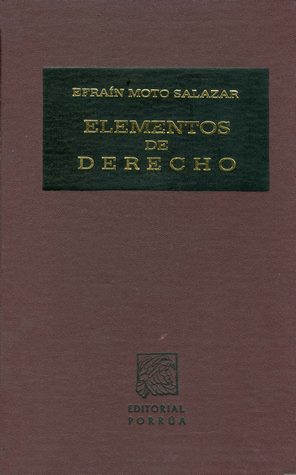 EFRAÍN MOTO SALAZAR
ELEMENTOS
DE
DERECHO
EDITORIAL
PORRÚA